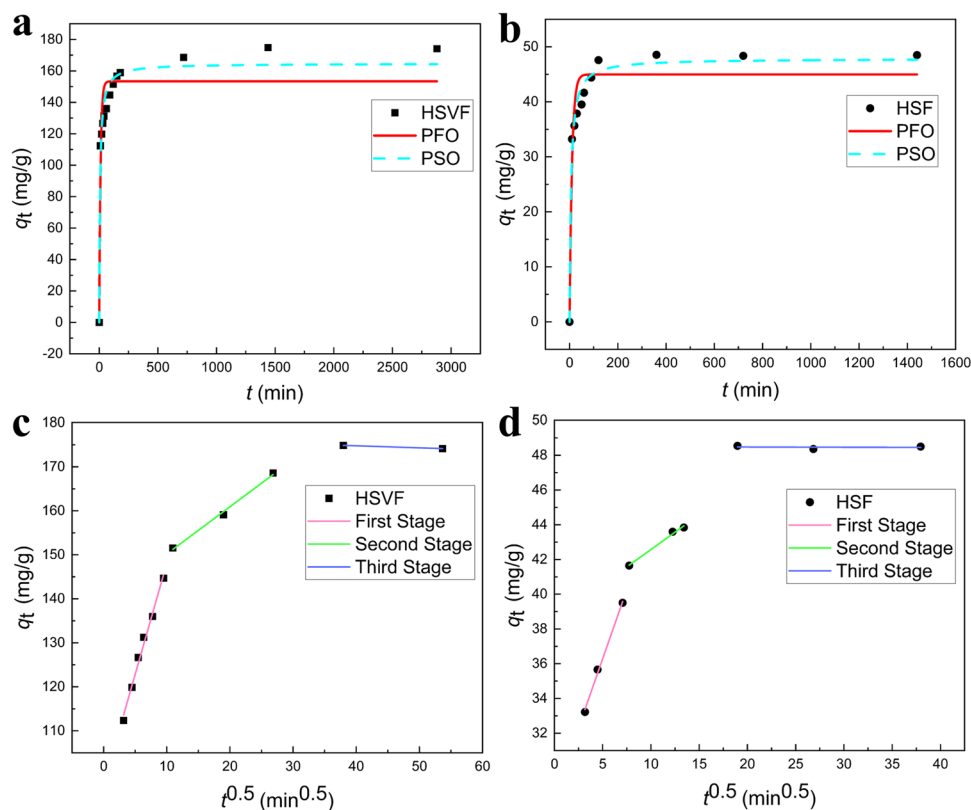 a
200
180
160
140
120
100
80
60
40
20
0
-20
qt (mg/g)
HSVF
PFO
PSO
0 500 1000 1500 2000 2500 3000
t (min)
b
50
40
30
20
10
0
qt (mg/g)
HSF
PFO
PSO
0 200 400 600 800 1000 1200 1400 1600
t (min)
c
180
170
160
150
140
130
120
110
qt (mg/g)
HSVF
First Stage
Second Stage
Third Stage
0 10 20 30 40 50 60
t0.5 (min0.5)
d
50
48
46
44
42
40
38
36
34
32
qt (mg/g)
HSF
First Stage
Second Stage
Third Stage
0 5 10 15 20 25 30 35 40
t0.5 (min0.5)